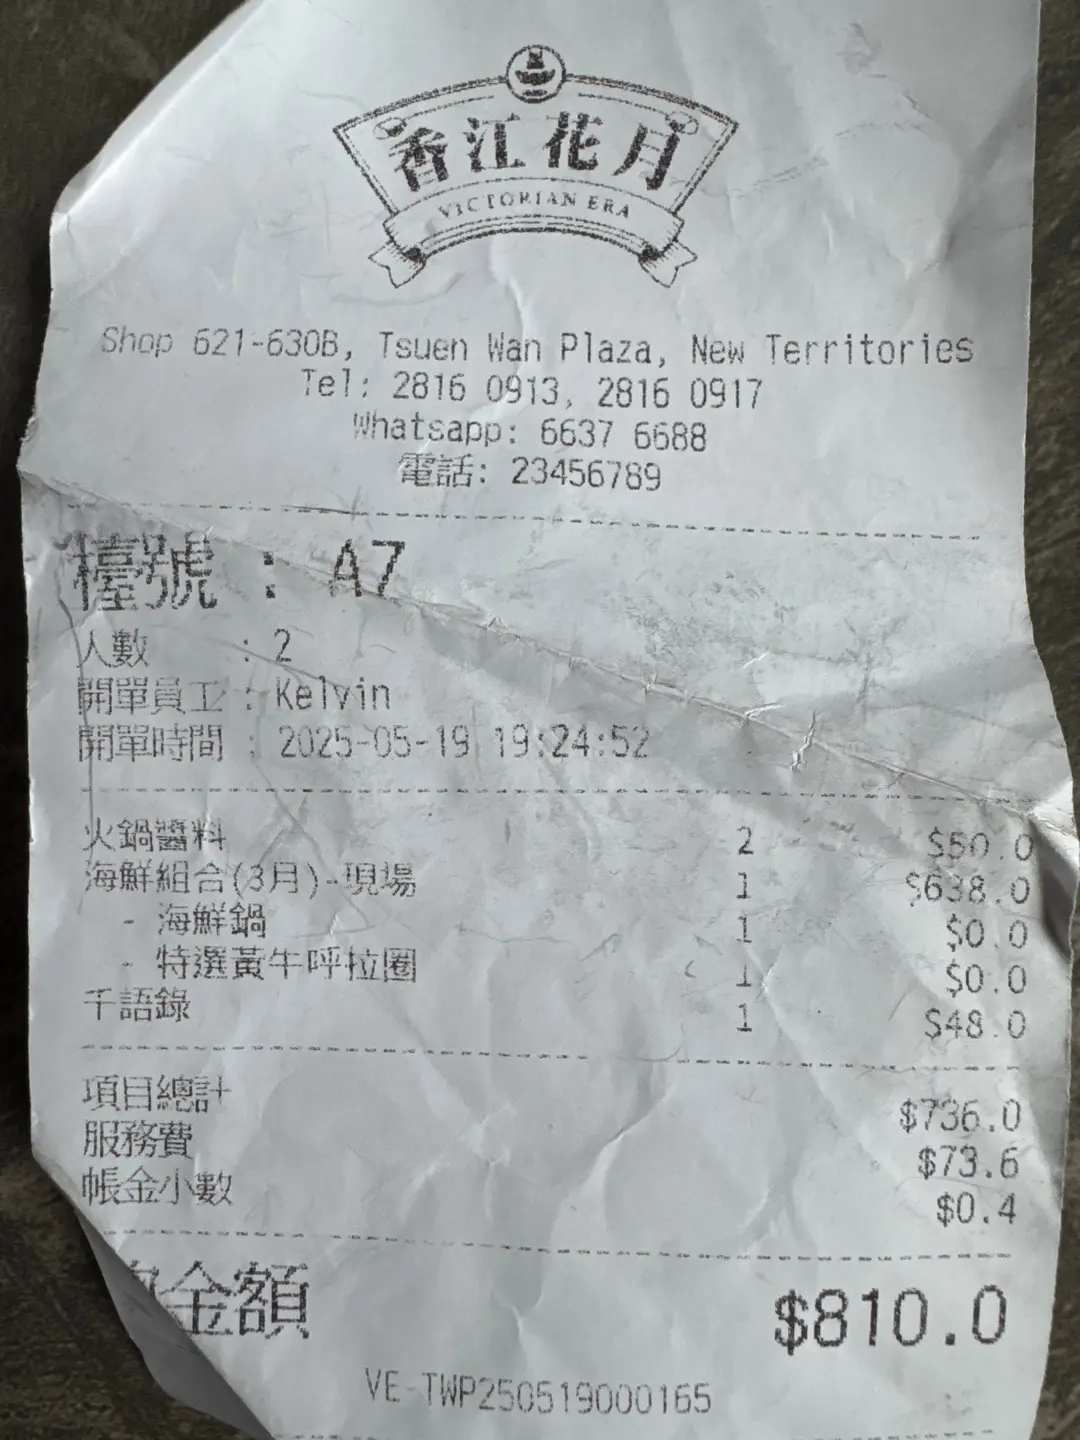 香江花月
VICTORIAN ERA
Shop 621-630B, Tsuen Wan Plaza, New Territories
Tel: 2816 0913, 2816 0917
Whatsapp: 6637 6688
電話: 23456789
檯號 : A7
人數 : 2
開單員工 : Kelvin
開單時間 : 2025-05-19 19:24:52
火鍋醬料 2 $50.0
海鮮組合(3月)-現場 1 $638.0
- 海鮮鍋 1 $0.0
- 特選黃牛呼拉圈 1 $0.0
千語錄 1 $48.0
項目總計 $736.0
服務費 $73.6
帳金小數 $0.4
金額 $810.0
VE-TWP250519000165